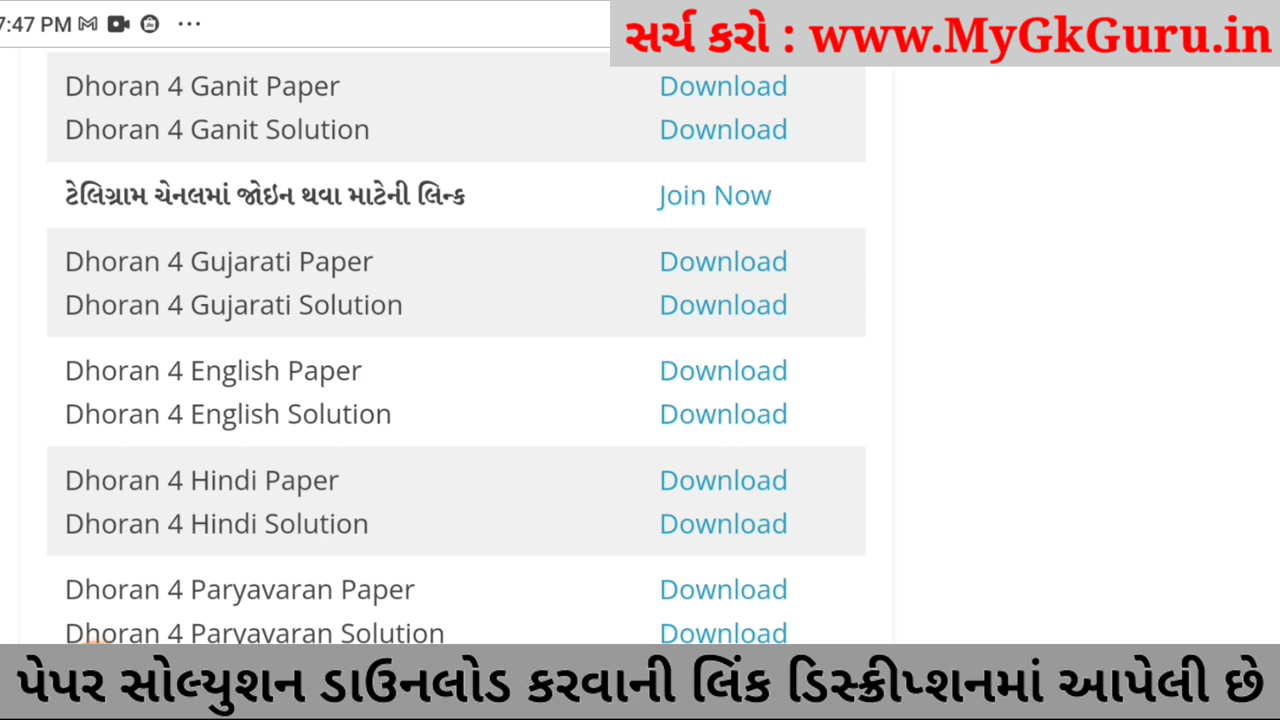 7:47 PM
સર્ચ કરો : www.MyGkGuru.in
Dhoran 4 Ganit Paper Download
Dhoran 4 Ganit Solution Download
ટેલિગ્રામ ચેનલમાં જોઇન થવા માટેની લિન્ક Join Now
Dhoran 4 Gujarati Paper Download
Dhoran 4 Gujarati Solution Download
Dhoran 4 English Paper Download
Dhoran 4 English Solution Download
Dhoran 4 Hindi Paper Download
Dhoran 4 Hindi Solution Download
Dhoran 4 Paryavaran Paper Download
Dhoran 4 Paryavaran Solution Download
પેપર સોલ્યુશન ડાઉનલોડ કરવાની લિંક ડિસ્ક્રીપ્શનમાં આપેલી છે